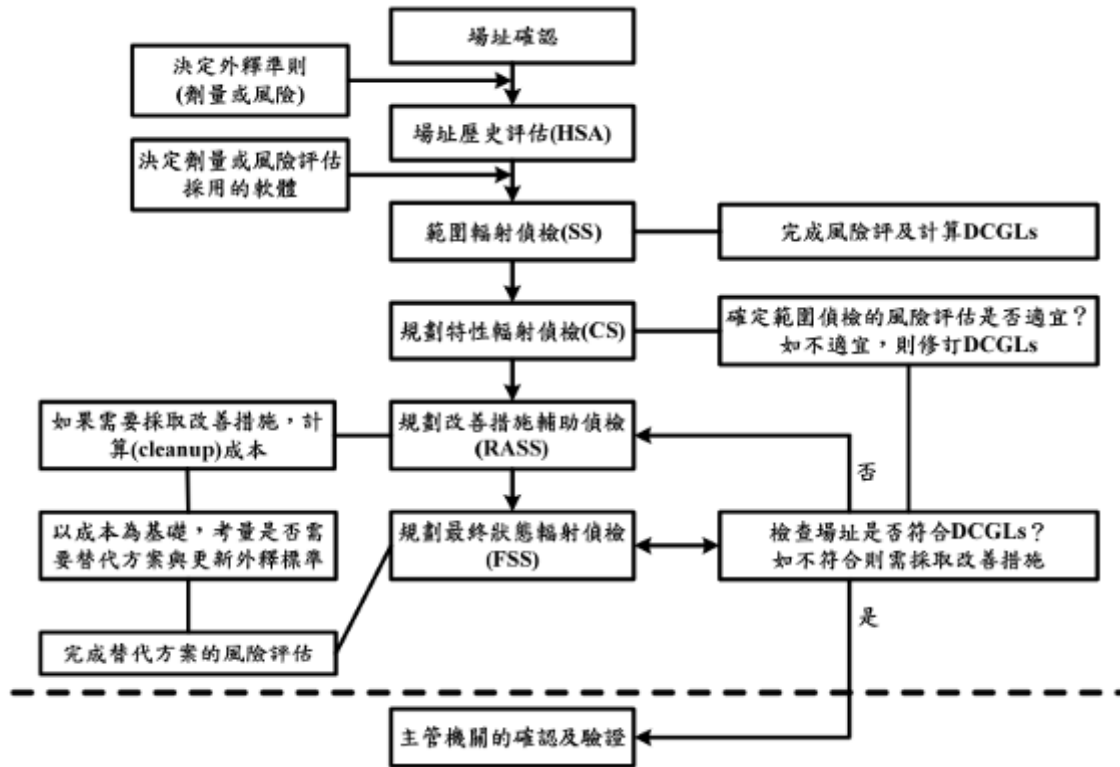 場址確認
決定外釋準則
(劑量或風險)
場址歷史評估(HSA)
決定劑量或風險評估
採用的軟體
範圍輻射偵檢(SS)
完成風險評及計算DCGLs
規劃特性輻射偵檢(CS)
確定範圍偵檢的風險評估是否適宜？
如不適宜，則修訂DCGLs
如果需要採取改善措施，計
算(cleanup)成本
規劃改善措施輔助偵檢
(RASS)
否
以成本為基礎，考量是否需
要替代方案與更新外釋標準
規劃最終狀態輻射偵檢
(FSS)
檢查場址是否符合DCGLs？
如不符合則需採取改善措施
是
完成替代方案的風險評估
主管機關的確認及驗證